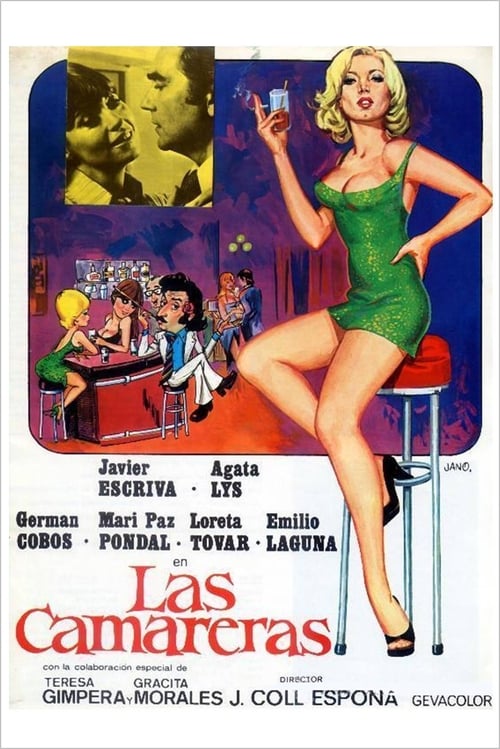 JANO.
Javier Agata
ESCRIVA · LYS
German Mari Paz Loreta Emilio
COBOS · PONDAL · TOVAR · LAGUNA
en
LAS
CAMARERAS
con la colaboración especial de
TERESA GRACITA DIRECTOR
GIMPERA Y MORALES J. COLL ESPONA GEVACOLOR